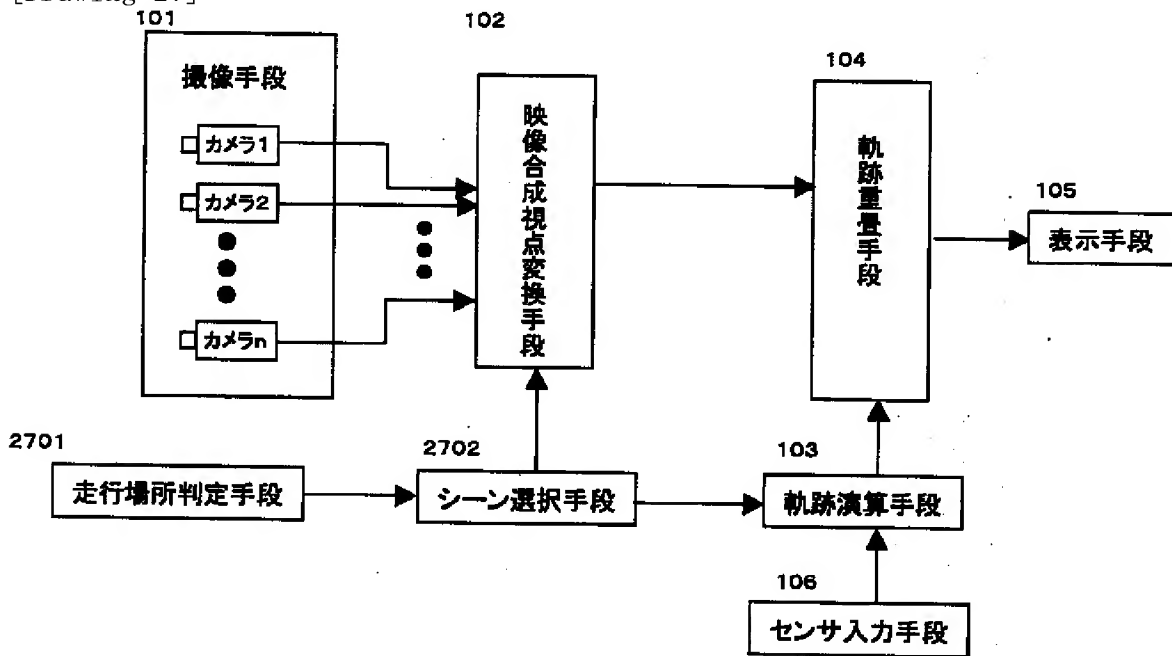 101
撮像手段
カメラ1
カメラ2
カメラn
102
映像合成視点変換手段
104
軌跡重畳手段
105
表示手段
2701
走行場所判定手段
2702
シーン選択手段
103
軌跡演算手段
106
センサ入力手段